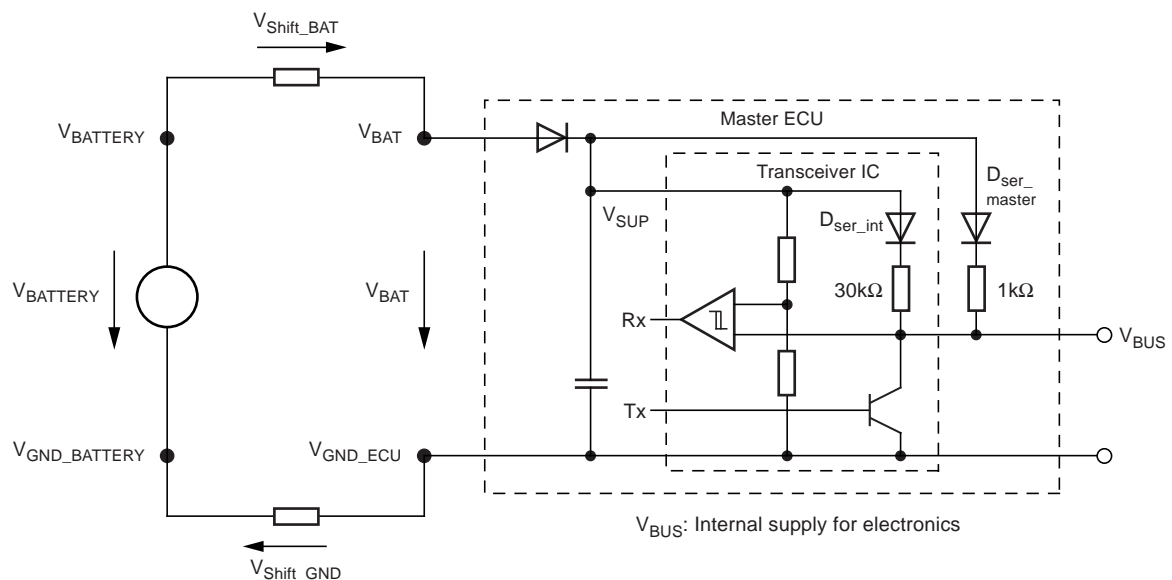 V_Shift_BAT
V_BATTERY
V_BAT
Master ECU
Transceiver IC
D_ser_
master
V_SUP
D_ser_int
V_BATTERY
V_BAT
30kΩ
1kΩ
Rx
V_BUS
Tx
V_GND_BATTERY
V_GND_ECU
V_BUS: Internal supply for electronics
V_Shift_GND